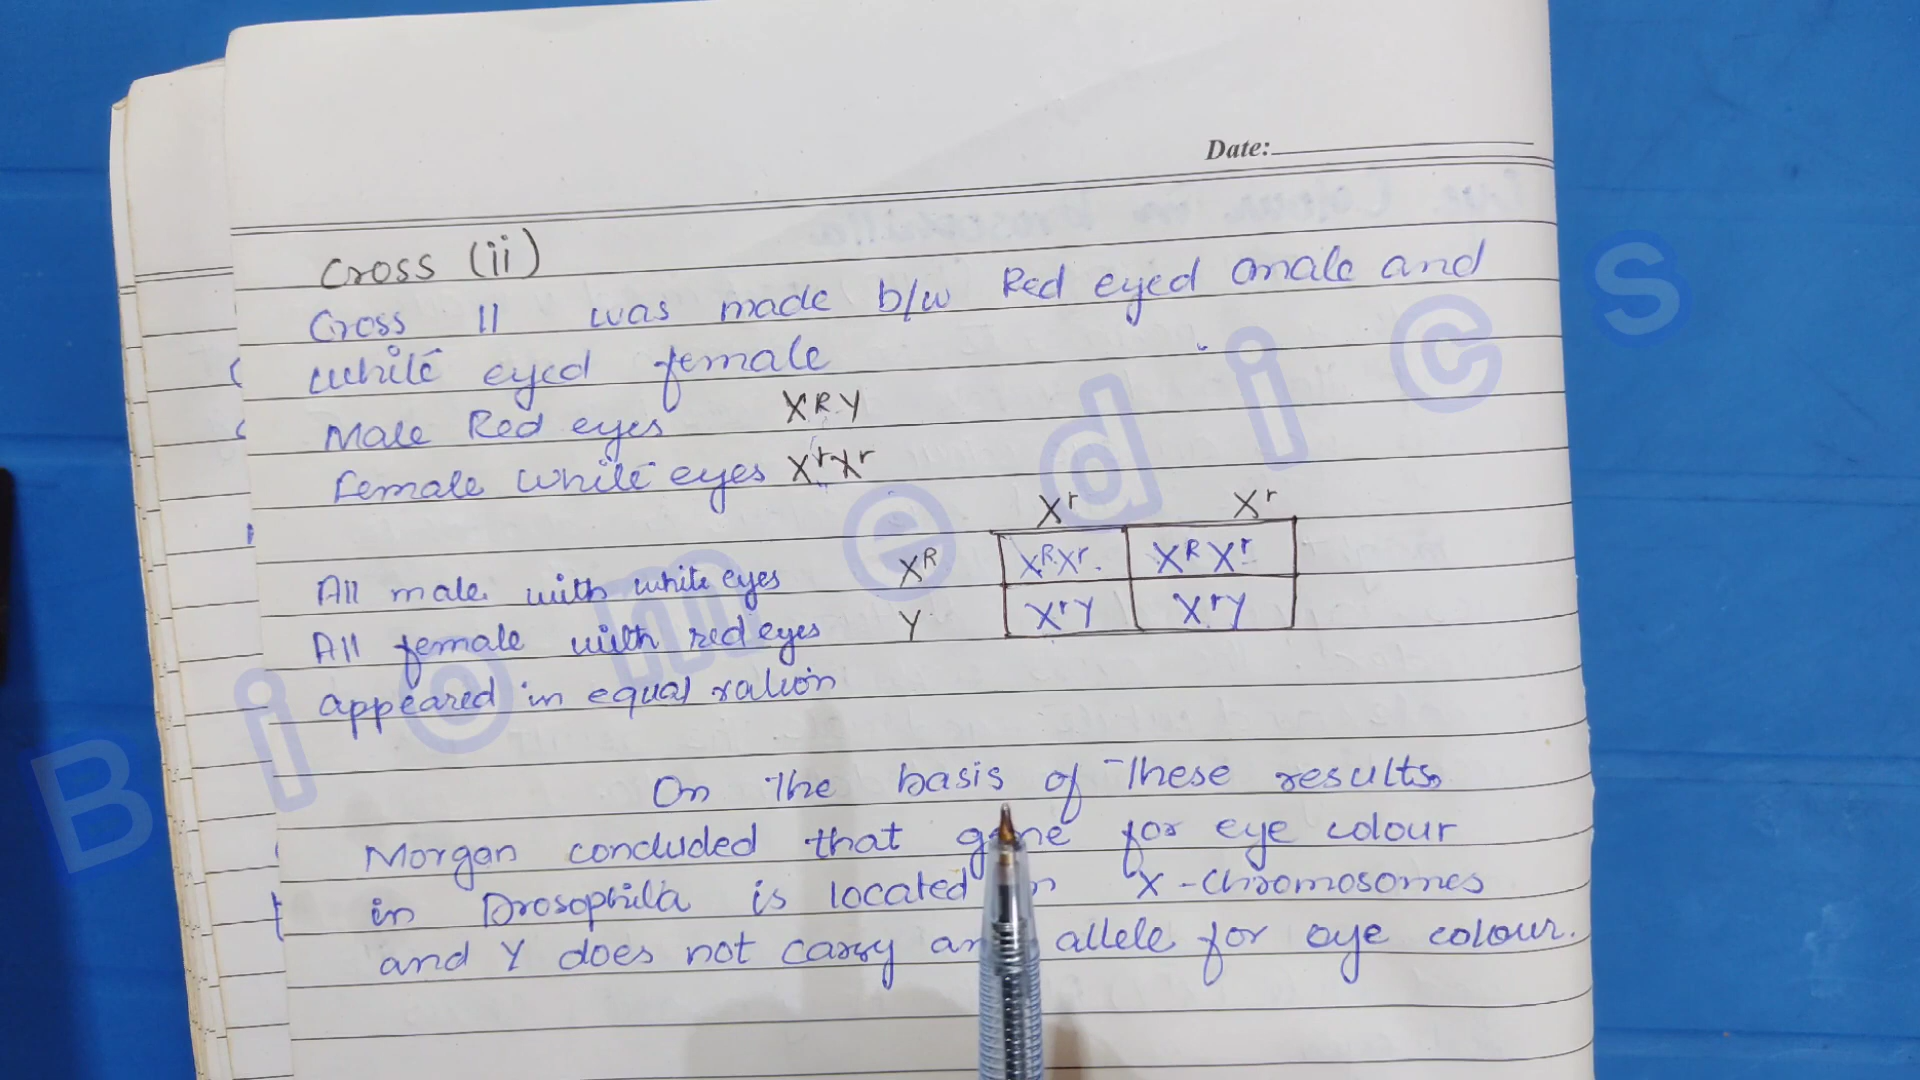 Date:
Cross (ii)
Cross II was made b/w Red eyed male and
white eyed female
Male Red eyes XᴿY
Female white eyes XʳXʳ
Xʳ Xʳ
All male with white eyes Xᴿ XᴿXʳ XᴿXʳ
All female with red eyes Y XʳY XʳY
appeared in equal ration
On the basis of These results,
Morgan concluded that gene for eye colour
in Drosophila is located X-Chromosomes
and Y does not carry allele for eye colour.
Biomedics